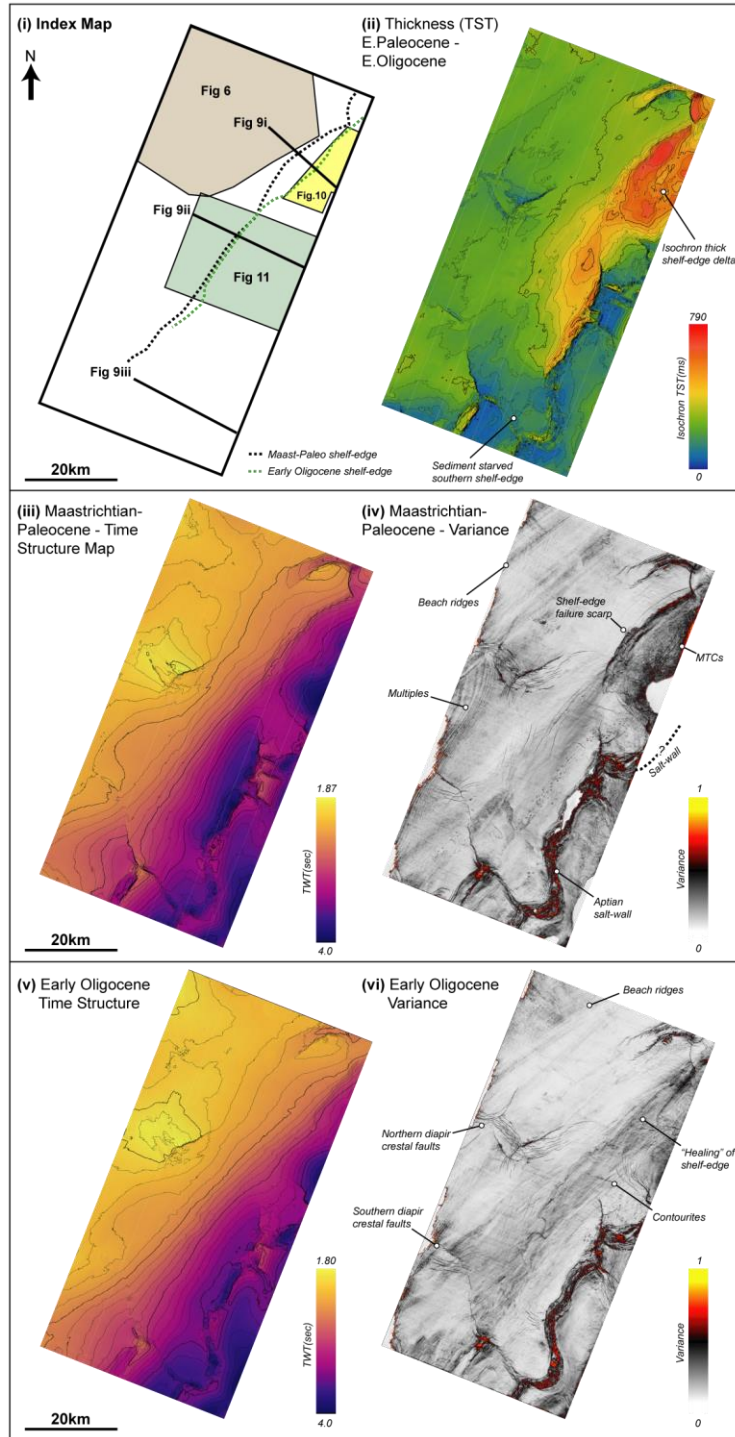 (i) Index Map
N
Fig 6
Fig 9i
Fig.10
Fig 9ii
Fig 11
Fig 9iii
Maast-Paleo shelf-edge
Early Oligocene shelf-edge
20km
(ii) Thickness (TST)
E.Paleocene -
E.Oligocene
Isochron thick
shelf-edge delta
790
Isochron TST(ms)
0
Sediment starved
southern shelf-edge
(iii) Maastrichtian-
Paleocene - Time
Structure Map
1.87
TWT(sec)
4.0
20km
(iv) Maastrichtian-
Paleocene - Variance
Beach ridges
Shelf-edge
failure scarp
MTCs
Multiples
?
Salt-wall
1
Variance
0
Aptian
salt-wall
(v) Early Oligocene
Time Structure
1.80
TWT(sec)
4.0
20km
(vi) Early Oligocene
Variance
Beach ridges
Northern diapir
crestal faults
"Healing" of
shelf-edge
Contourites
Southern diapir
crestal faults
1
Variance
0